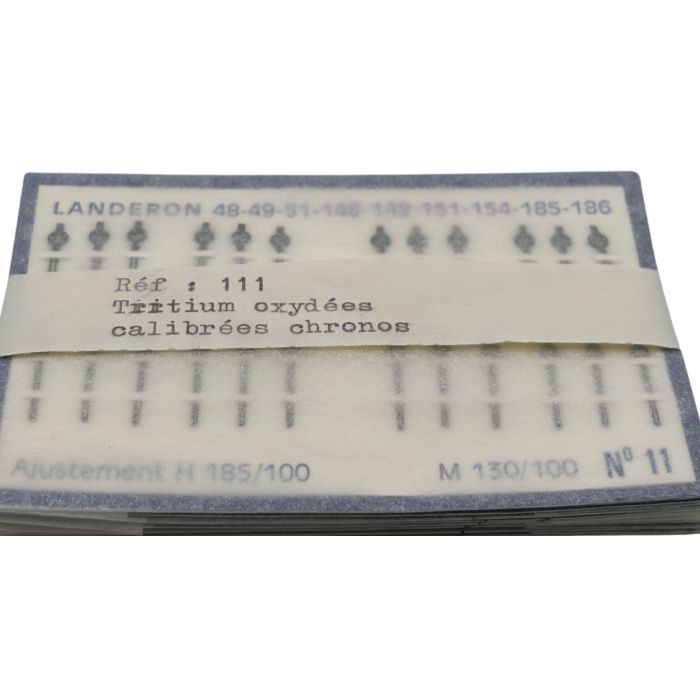 LANDERON 48-49-51-148-149-151-154-185-186
Réf : 111
Tritium oxydées
calibrées chronos
Ajustement H 185/100 M 130/100 Nº 11